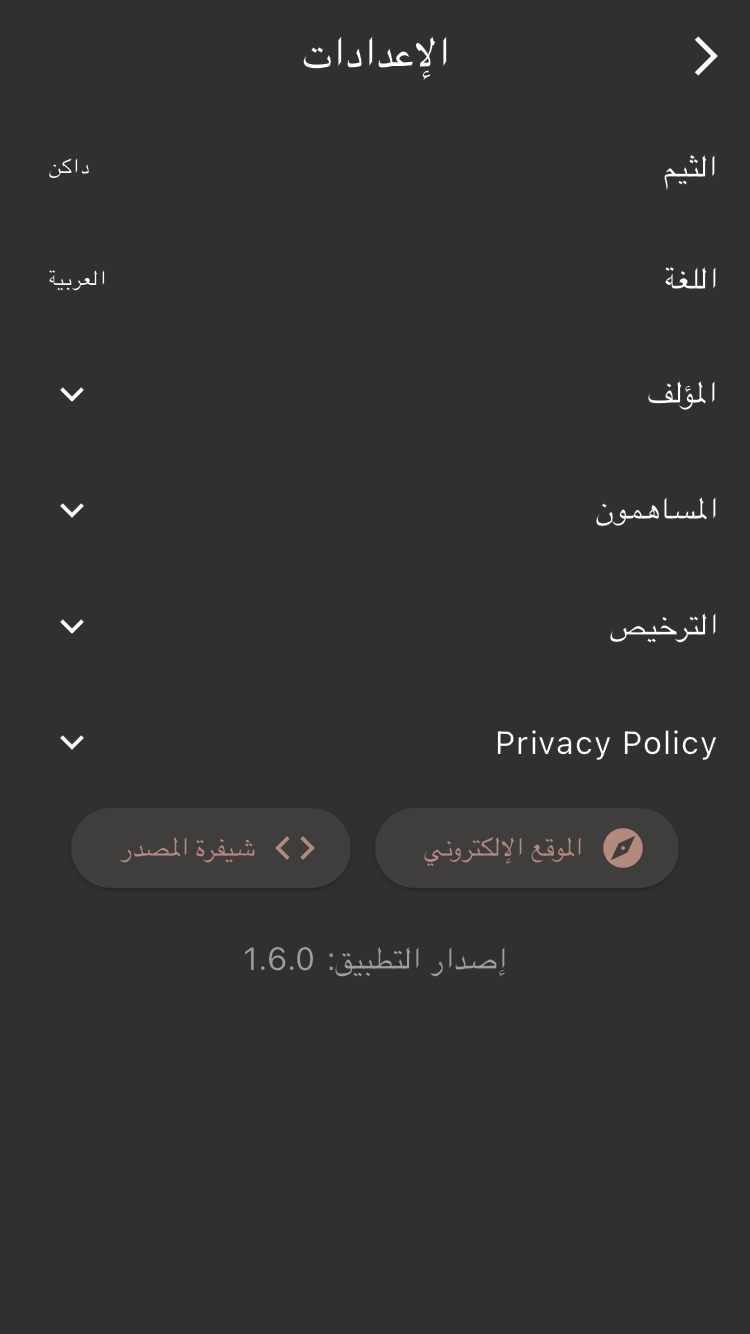 الإعدادات
الثيم داكن
اللغة العربية
المؤلف
المساهمون
الترخيص
Privacy Policy
الموقع الإلكتروني شيفرة المصدر
إصدار التطبيق: 1.6.0